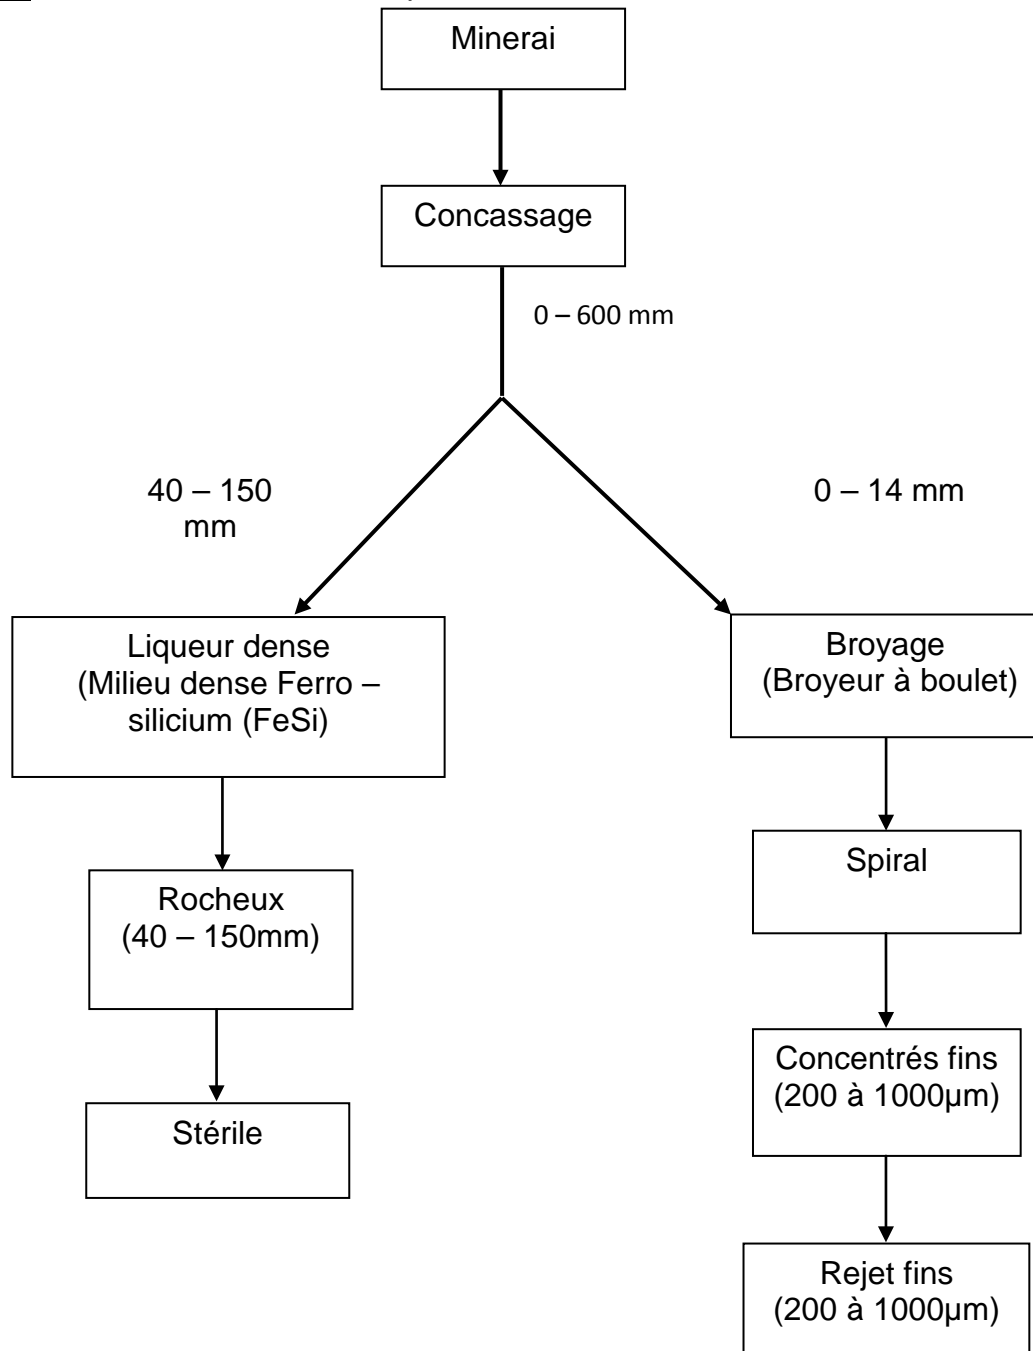 Minerai
Concassage
0 – 600 mm
40 – 150
mm
0 – 14 mm
Liqueur dense
(Milieu dense Ferro –
silicium (FeSi)
Broyage
(Broyeur à boulet)
Rocheux
(40 – 150mm)
Spiral
Stérile
Concentrés fins
(200 à 1000µm)
Rejet fins
(200 à 1000µm)